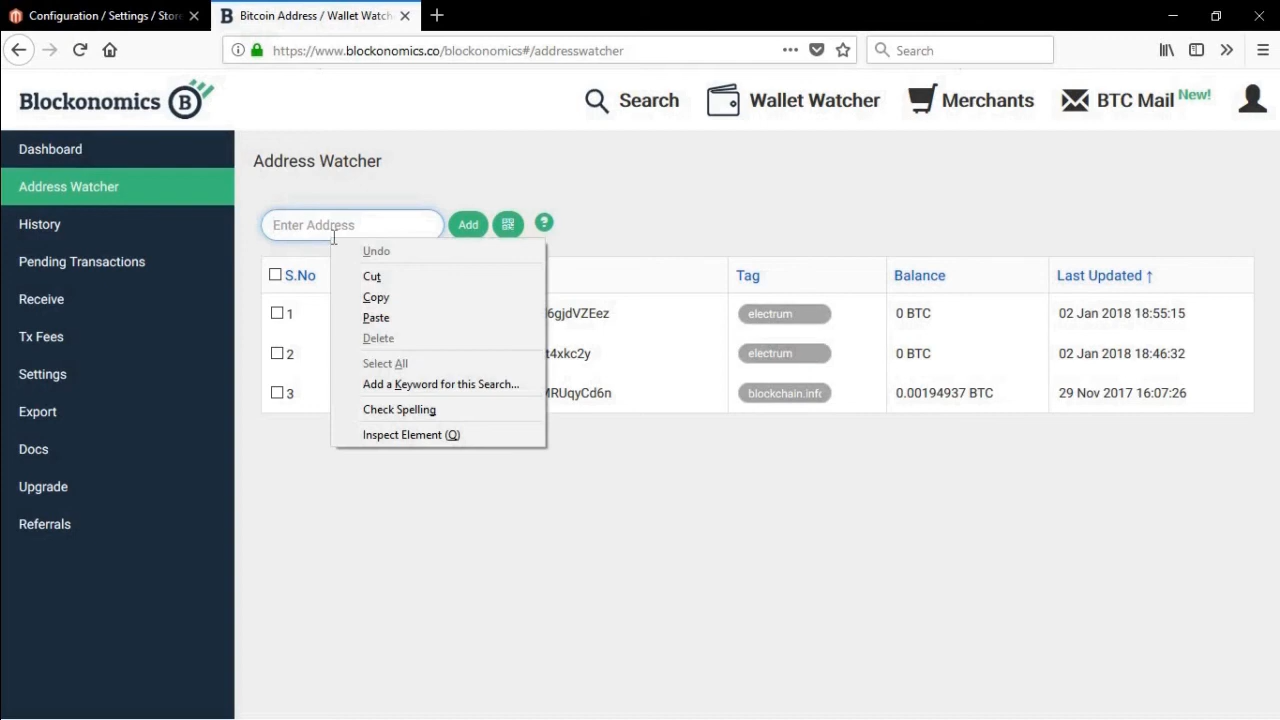 Configuration / Settings / Stor
Bitcoin Address / Wallet Watch
https://www.blockonomics.co/blockonomics#/addresswatcher
Search
Blockonomics B
Search
Wallet Watcher
Merchants
BTC Mail New!
Dashboard
Address Watcher
History
Pending Transactions
Receive
Tx Fees
Settings
Export
Docs
Upgrade
Referrals
Address Watcher
Enter Address
Add
?
Undo
Cut
Copy
Paste
Delete
Select All
Add a Keyword for this Search...
Check Spelling
Inspect Element (Q)
S.No Tag Balance Last Updated ↑
1 6gjdVZEez electrum 0 BTC 02 Jan 2018 18:55:15
2 t4xkc2y electrum 0 BTC 02 Jan 2018 18:46:32
3 MRUqyCd6n blockchain.info 0.00194937 BTC 29 Nov 2017 16:07:26